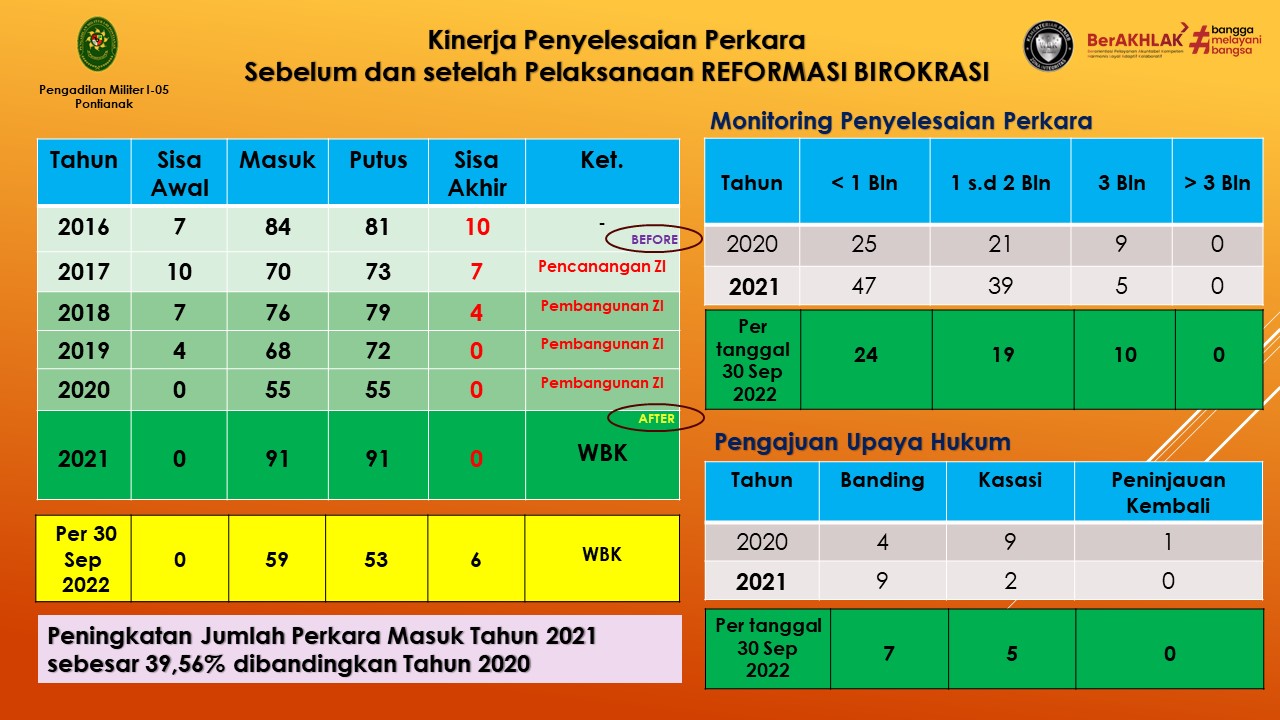 Kinerja Penyelesaian Perkara
Sebelum dan setelah Pelaksanaan REFORMASI BIROKRASI
Pengadilan Militer I-05
Pontianak
BerAKHLAK
#bangga
melayani
bangsa
Tahun Sisa Awal Masuk Putus Sisa Akhir Ket.
2016 7 84 81 10 -
BEFORE
2017 10 70 73 7 Pencanangan ZI
2018 7 76 79 4 Pembangunan ZI
2019 4 68 72 0 Pembangunan ZI
2020 0 55 55 0 Pembangunan ZI
AFTER
2021 0 91 91 0 WBK
Per 30 Sep 2022 0 59 53 6 WBK
Peningkatan Jumlah Perkara Masuk Tahun 2021
sebesar 39,56% dibandingkan Tahun 2020
Monitoring Penyelesaian Perkara
Tahun < 1 Bln 1 s.d 2 Bln 3 Bln > 3 Bln
2020 25 21 9 0
2021 47 39 5 0
Per tanggal 30 Sep 2022 24 19 10 0
Pengajuan Upaya Hukum
Tahun Banding Kasasi Peninjauan Kembali
2020 4 9 1
2021 9 2 0
Per tanggal 30 Sep 2022 7 5 0